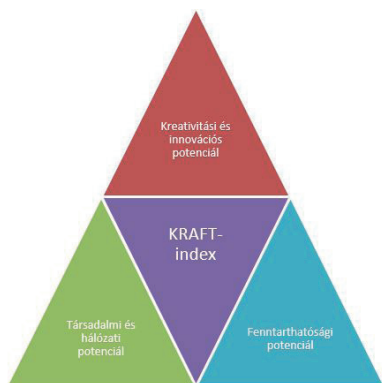 Kreativitási és
innovációs
potenciál
KRAFT-
index
Társadalmi és
hálózati
potenciál
Fenntarthatósági
potenciál